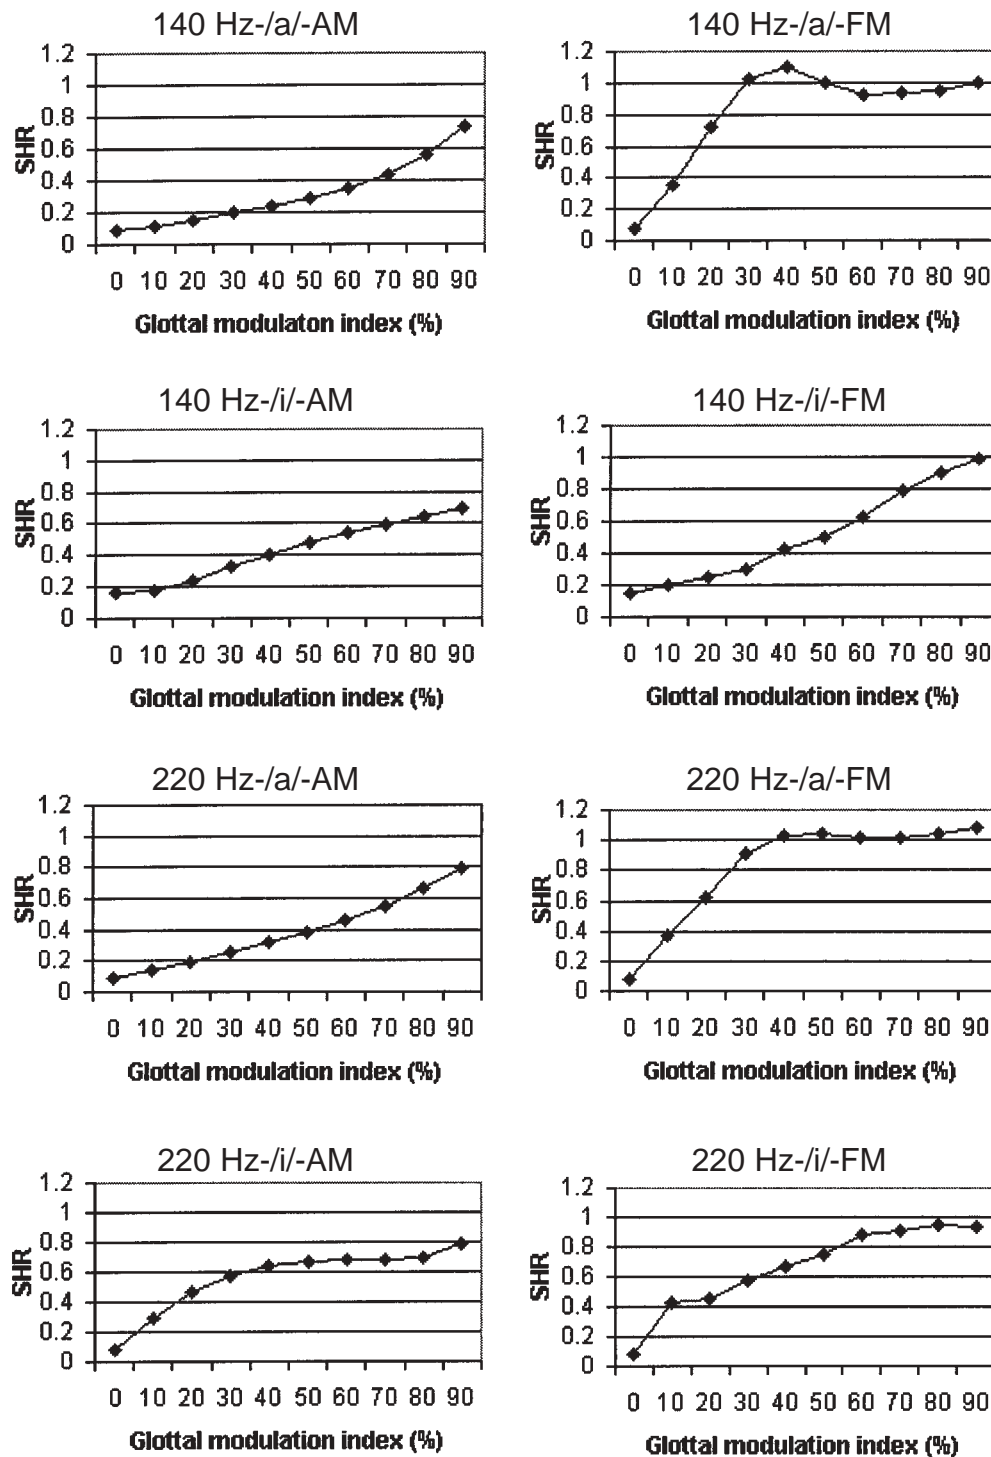 140 Hz-/a/-AM
1.2
1
0.8
0.6
0.4
0.2
0
SHR
0 10 20 30 40 50 60 70 80 90
Glottal modulaton index (%)
140 Hz-/a/-FM
1.2
1
0.8
0.6
0.4
0.2
0
SHR
0 10 20 30 40 50 60 70 80 90
Glottal modulation index (%)
140 Hz-/i/-AM
1.2
1
0.8
0.6
0.4
0.2
0
SHR
0 10 20 30 40 50 60 70 80 90
Glottal modulation index (%)
140 Hz-/i/-FM
1.2
1
0.8
0.6
0.4
0.2
0
SHR
0 10 20 30 40 50 60 70 80 90
Glottal modulation index (%)
220 Hz-/a/-AM
1.2
1
0.8
0.6
0.4
0.2
0
SHR
0 10 20 30 40 50 60 70 80 90
Glottal modulation index (%)
220 Hz-/a/-FM
1.2
1
0.8
0.6
0.4
0.2
0
SHR
0 10 20 30 40 50 60 70 80 90
Glottal modulation index (%)
220 Hz-/i/-AM
1.2
1
0.8
0.6
0.4
0.2
0
SHR
0 10 20 30 40 50 60 70 80 90
Glottal modulation index (%)
220 Hz-/i/-FM
1.2
1
0.8
0.6
0.4
0.2
0
SHR
0 10 20 30 40 50 60 70 80 90
Glottal modulation index (%)